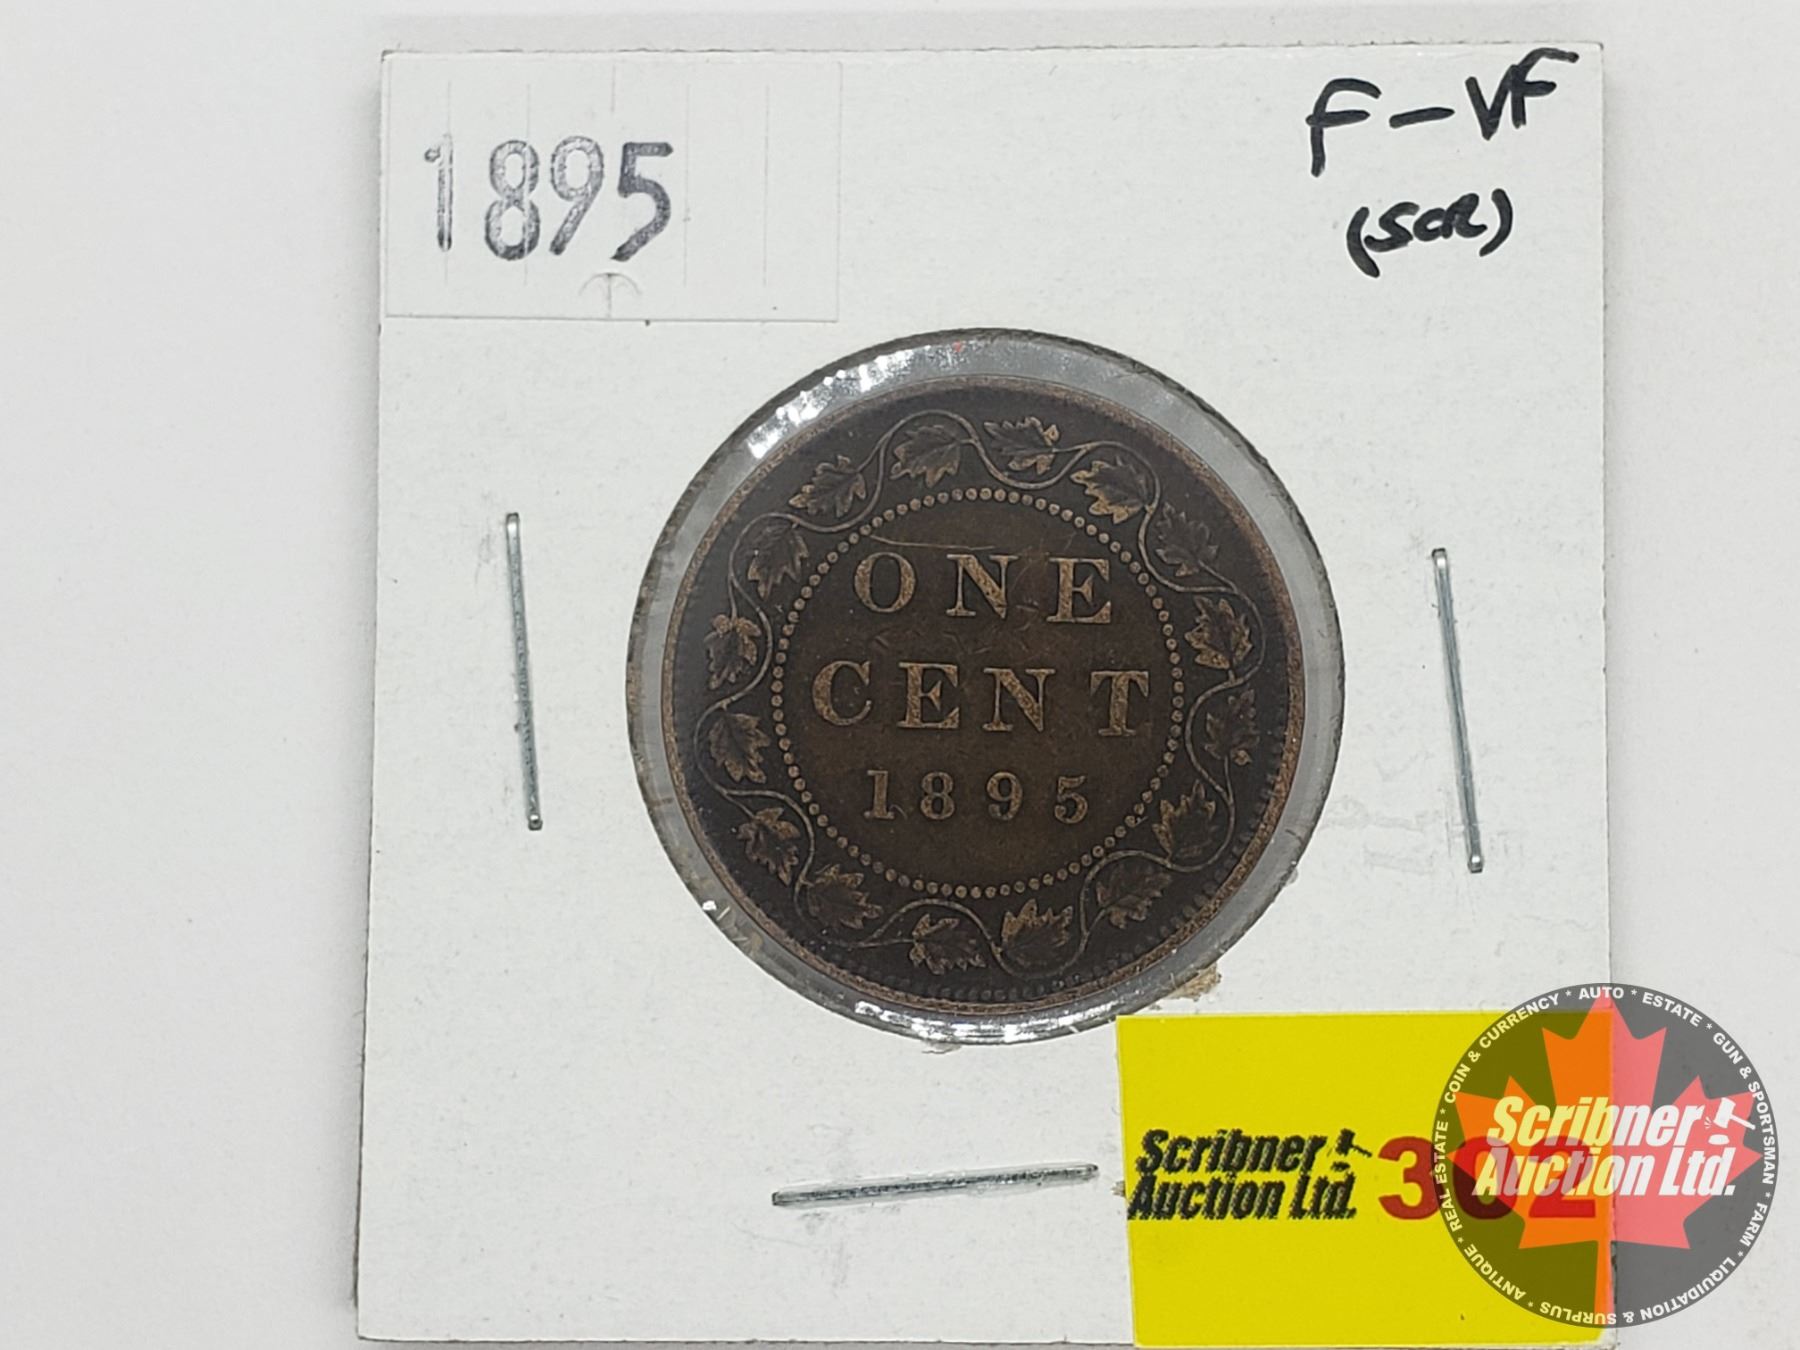 1895
F-VF
(SCR)
ONE
CENT
1895
Scribner
Auction Ltd.
302
Scribner
Auction Ltd.
REAL ESTATE * COIN & CURRENCY * AUTO * ESTATE * GUN & SPORTSMAN * FARM * LIQUIDATION & SURPLUS * ANTIQUE *